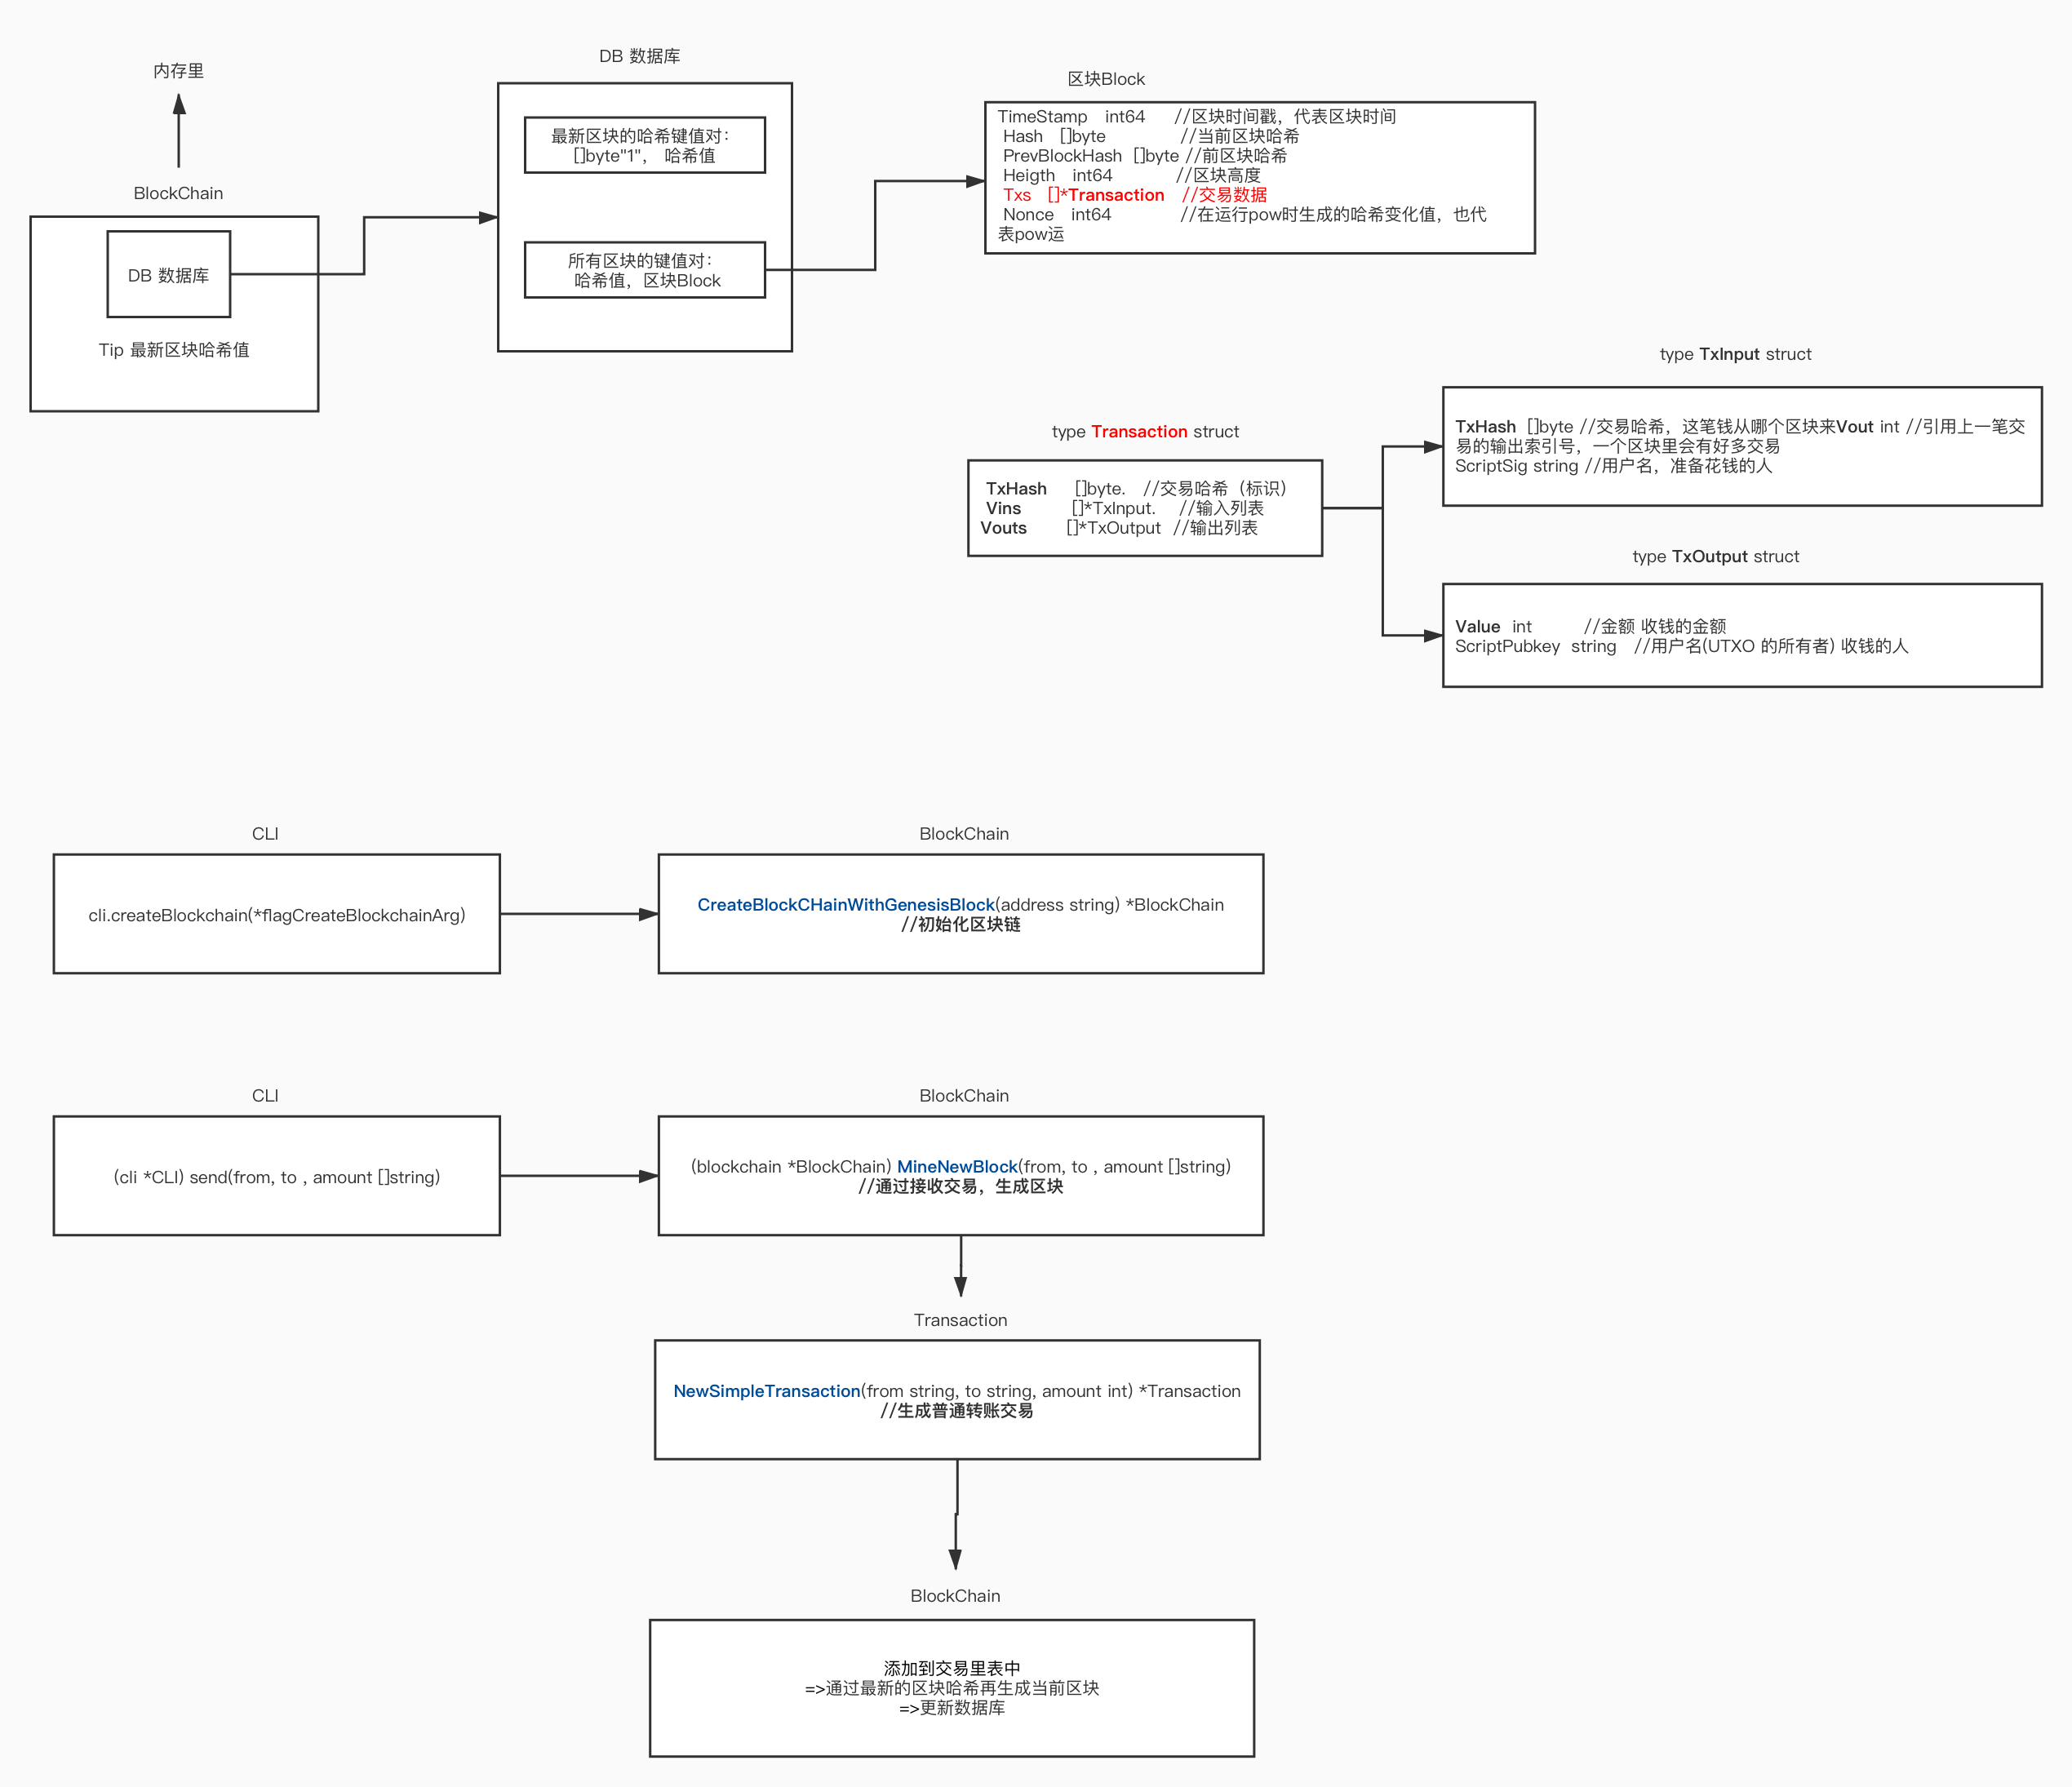 内存里
BlockChain
DB 数据库
Tip 最新区块哈希值
DB 数据库
最新区块的哈希键值对：
[]byte"1"， 哈希值
所有区块的键值对：
哈希值，区块Block
区块Block
TimeStamp int64 //区块时间戳，代表区块时间
Hash []byte //当前区块哈希
PrevBlockHash []byte //前区块哈希
Heigth int64 //区块高度
Txs []*Transaction //交易数据
Nonce int64 //在运行pow时生成的哈希变化值，也代
表pow运
type Transaction struct
TxHash []byte. //交易哈希（标识）
Vins []*TxInput. //输入列表
Vouts []*TxOutput //输出列表
type TxInput struct
TxHash []byte //交易哈希，这笔钱从哪个区块来Vout int //引用上一笔交
易的输出索引号，一个区块里会有好多交易
ScriptSig string //用户名，准备花钱的人
type TxOutput struct
Value int //金额 收钱的金额
ScriptPubkey string //用户名(UTXO 的所有者) 收钱的人
CLI
cli.createBlockchain(*flagCreateBlockchainArg)
BlockChain
CreateBlockCHainWithGenesisBlock(address string) *BlockChain
//初始化区块链
CLI
(cli *CLI) send(from, to , amount []string)
BlockChain
(blockchain *BlockChain) MineNewBlock(from, to , amount []string)
//通过接收交易，生成区块
Transaction
NewSimpleTransaction(from string, to string, amount int) *Transaction
//生成普通转账交易
BlockChain
添加到交易里表中
=>通过最新的区块哈希再生成当前区块
=>更新数据库